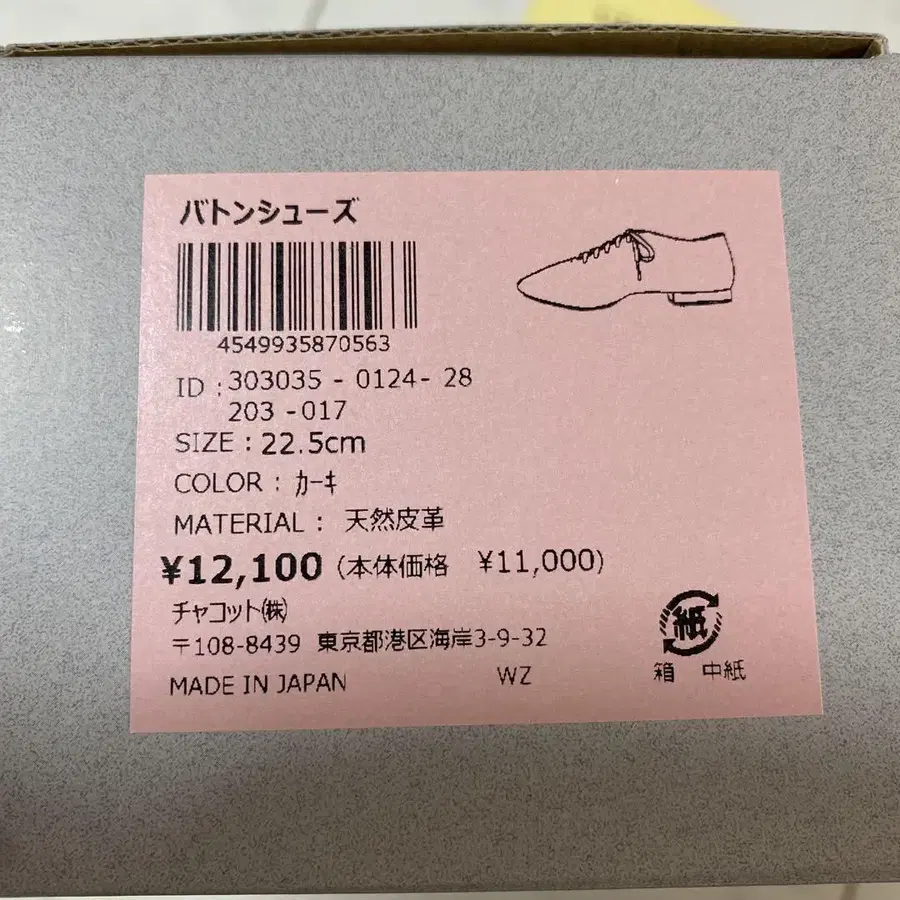 バトンシューズ
4549935870563
ID : 303035 - 0124- 28
203 -017
SIZE : 22.5cm
COLOR : ｶｰｷ
MATERIAL : 天然皮革
¥12,100 (本体価格 ¥11,000)
チャコット㈱
〒108-8439 東京都港区海岸3-9-32
MADE IN JAPAN WZ
紙
箱 中紙